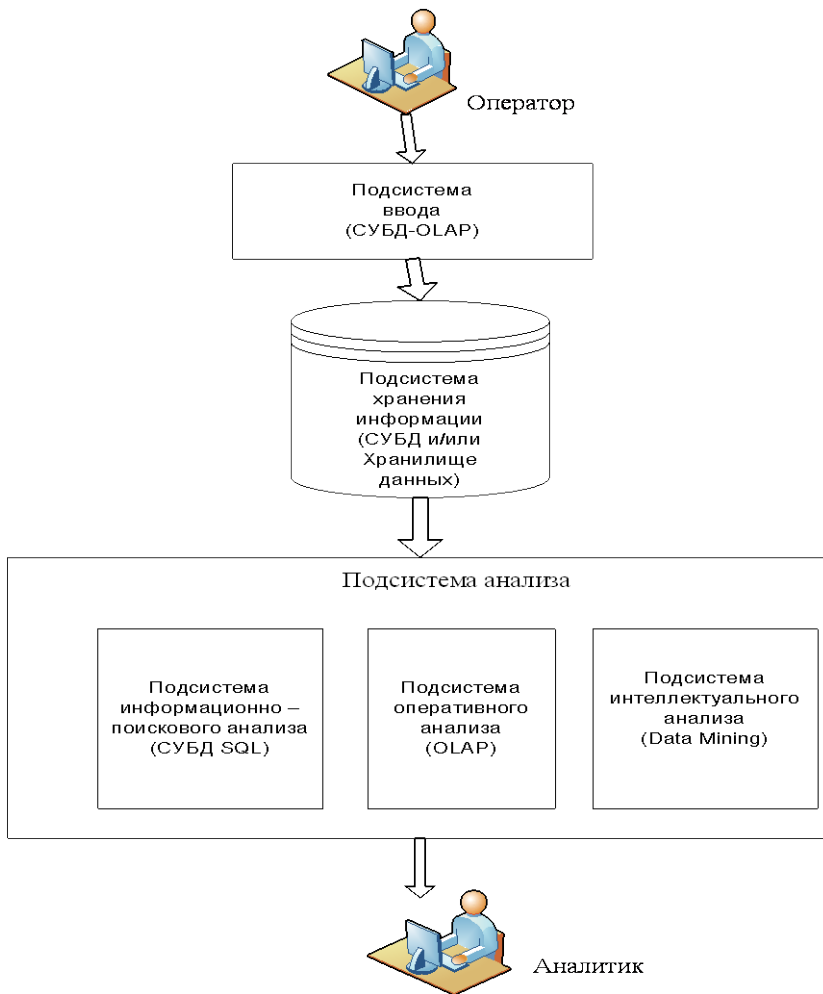 Оператор
Подсистема
ввода
(СУБД-OLAP)
Подсистема
хранения
информации
(СУБД и/или
Хранилище
данных)
Подсистема анализа
Подсистема
информационно –
поискового анализа
(СУБД SQL)
Подсистема
оперативного
анализа
(OLAP)
Подсистема
интеллектуального
анализа
(Data Mining)
Аналитик